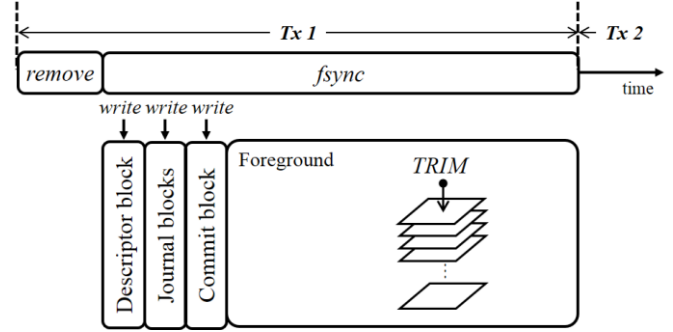 Tx 1
Tx 2
remove
fsync
time
write write write
Descriptor block
Journal blocks
Commit block
Foreground
TRIM